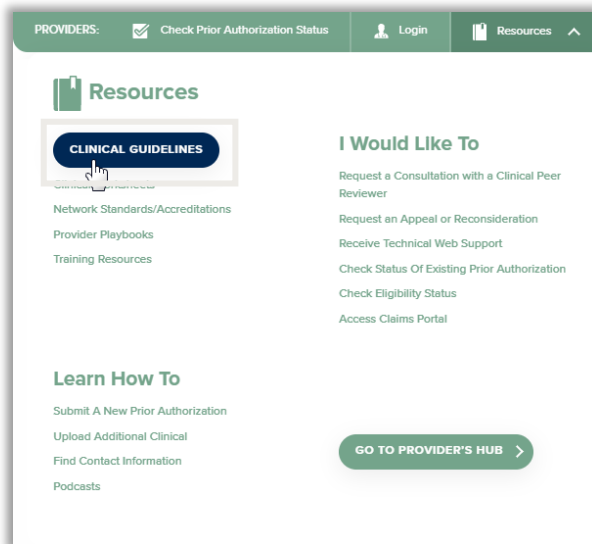 PROVIDERS:
Check Prior Authorization Status
Login
Resources
Resources
CLINICAL GUIDELINES
Network Standards/Accreditations
Provider Playbooks
Training Resources
I Would Like To
Request a Consultation with a Clinical Peer
Reviewer
Request an Appeal or Reconsideration
Receive Technical Web Support
Check Status Of Existing Prior Authorization
Check Eligibility Status
Access Claims Portal
Learn How To
Submit A New Prior Authorization
Upload Additional Clinical
Find Contact Information
Podcasts
GO TO PROVIDER'S HUB